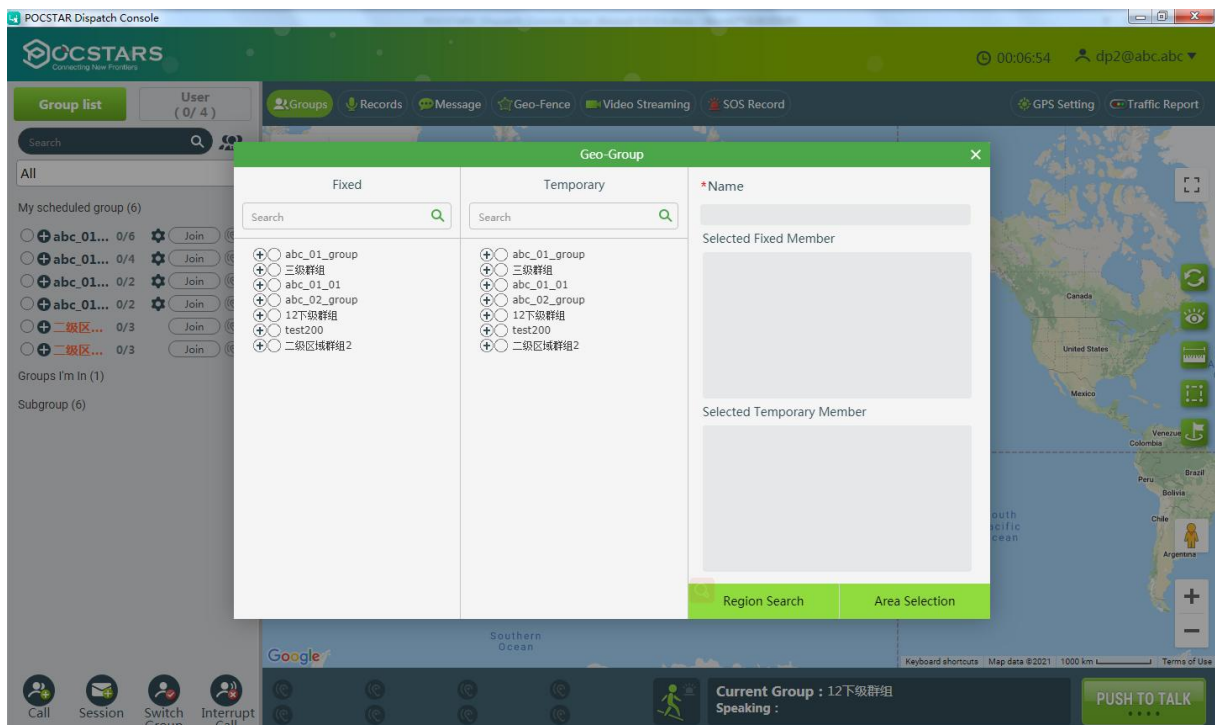 POCSTAR Dispatch Console
POCSTARS
Connecting New Frontiers
00:06:54
dp2@abc.abc
Group list
User
( 0/ 4 )
Groups
Records
Message
Geo-Fence
Video Streaming
SOS Record
GPS Setting
Traffic Report
Search
All
My scheduled group (6)
abc_01... 0/6 Join
abc_01... 0/4 Join
abc_01... 0/2 Join
abc_01... 0/2 Join
二级区... 0/3 Join
二级区... 0/3 Join
Groups I'm In (1)
Subgroup (6)
Geo-Group
Fixed
Search
abc_01_group
三级群组
abc_01_01
abc_02_group
12下级群组
test200
二级区域群组2
Temporary
Search
abc_01_group
三级群组
abc_01_01
abc_02_group
12下级群组
test200
二级区域群组2
*Name
Selected Fixed Member
Selected Temporary Member
Region Search
Area Selection
Canada
United States
Mexico
Colombia
Brazil
Peru
Bolivia
Chile
Argentina
Southern
Ocean
Google
Keyboard shortcuts
Map data ©2021
1000 km
Terms of Use
Call
Session
Switch
Group
Interrupt
Call
Current Group : 12下级群组
Speaking :
PUSH TO TALK